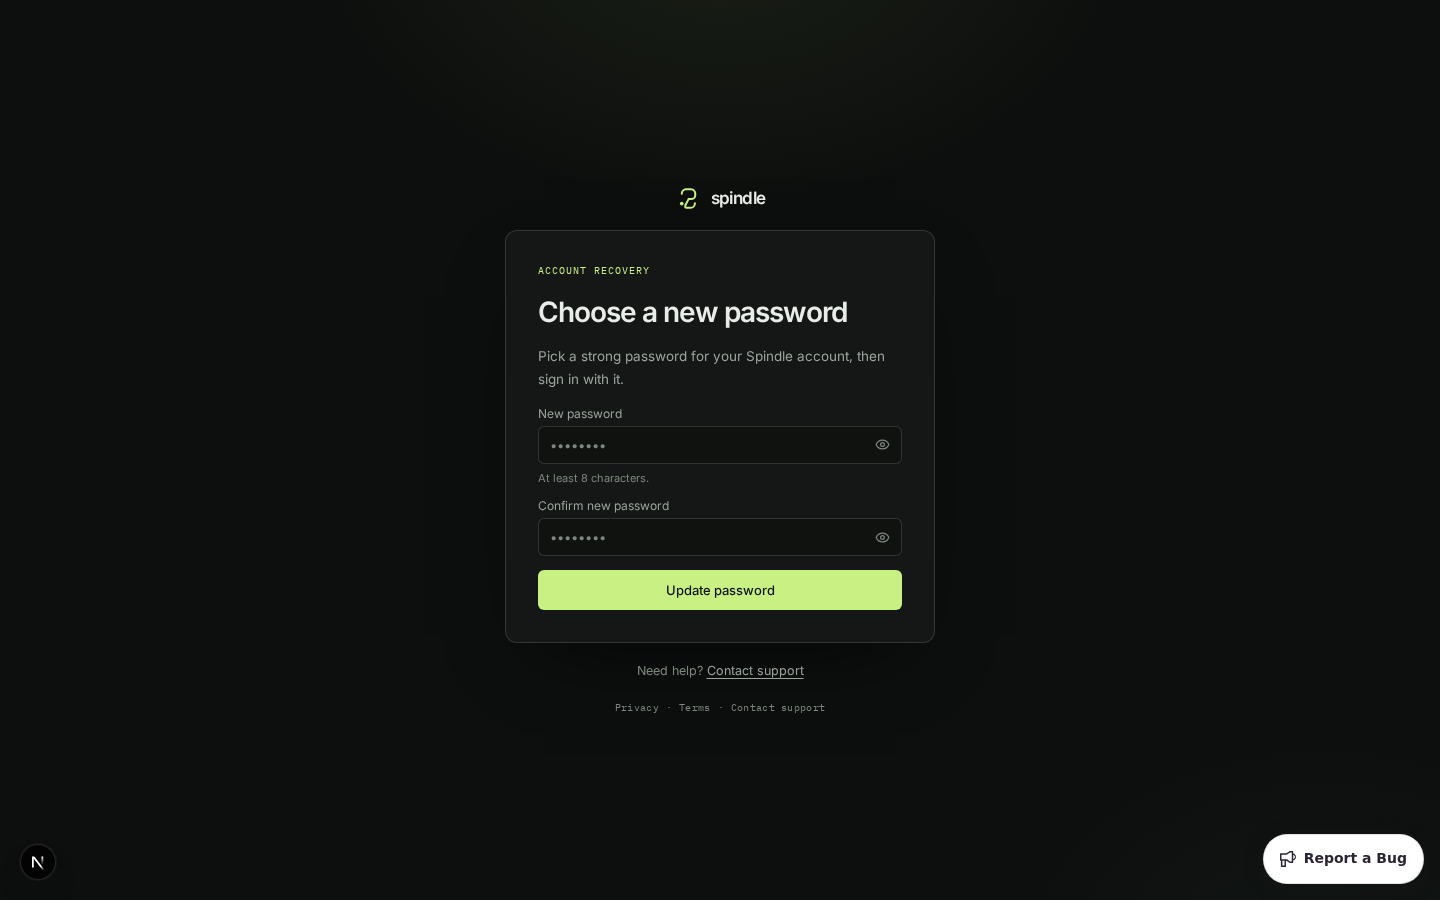 spindle
ACCOUNT RECOVERY
Choose a new password
Pick a strong password for your Spindle account, then
sign in with it.
New password
••••••••
At least 8 characters.
Confirm new password
••••••••
Update password
Need help? Contact support
Privacy · Terms · Contact support
N
Report a Bug